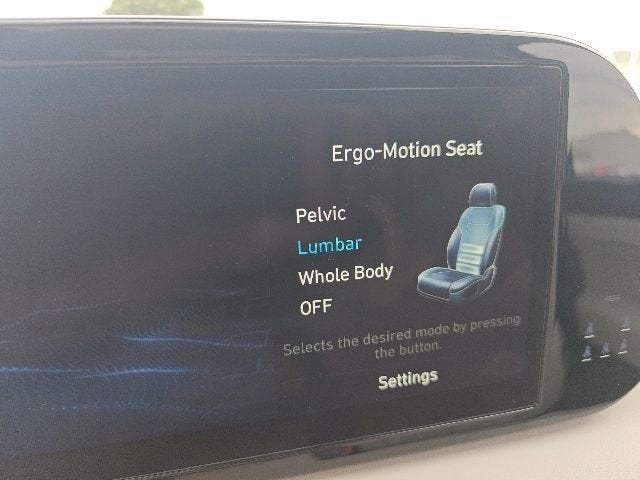 Ergo-Motion Seat
Pelvic
Lumbar
Whole Body
OFF
Selects the desired mode by pressing
the button.
Settings